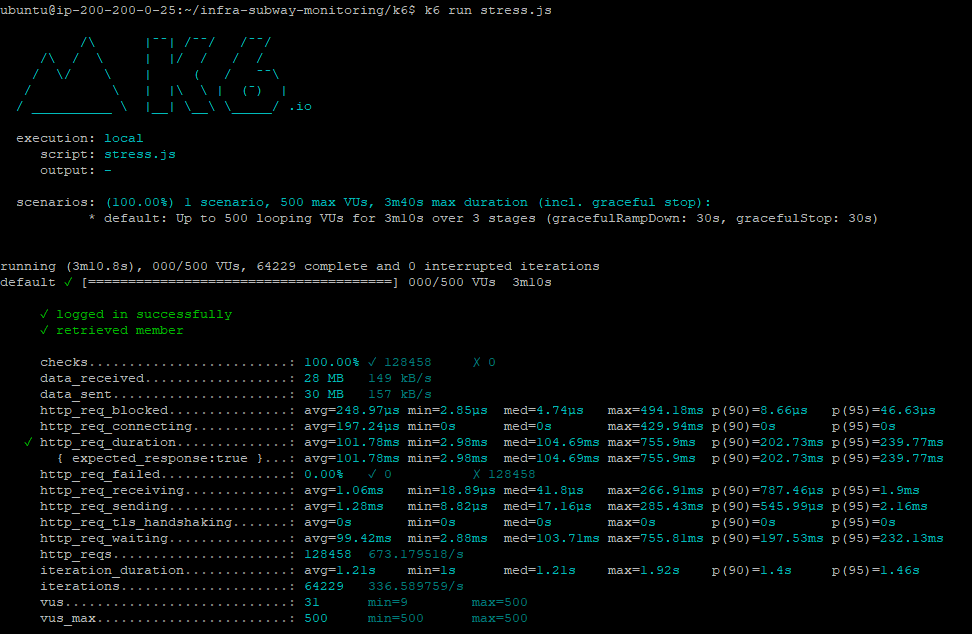 ubuntu@ip-200-200-0-25:~/infra-subway-monitoring/k6$ k6 run stress.js
          /\      |‾‾| /‾‾/   /‾‾/
     /\  /  \     |  |/  /   /  /
    /  \/    \    |     (   /   ‾‾\
   /          \   |  |\  \ |  (‾)  |
  / __________ \  |__| \__\ \_____/ .io
execution: local
script: stress.js
output: -
scenarios: (100.00%) 1 scenario, 500 max VUs, 3m40s max duration (incl. graceful stop):
* default: Up to 500 looping VUs for 3m10s over 3 stages (gracefulRampDown: 30s, gracefulStop: 30s)
running (3m10.8s), 000/500 VUs, 64229 complete and 0 interrupted iterations
default ✓ [======================================] 000/500 VUs  3m10s
✓ logged in successfully
✓ retrieved member
checks.........................: 100.00% ✓ 128458     ✗ 0
data_received..................: 28 MB   149 kB/s
data_sent......................: 30 MB   157 kB/s
http_req_blocked...............: avg=248.97µs min=2.85µs  med=4.74µs   max=494.18ms p(90)=8.66µs   p(95)=46.63µs
http_req_connecting............: avg=197.24µs min=0s      med=0s       max=429.94ms p(90)=0s       p(95)=0s
✓ http_req_duration..............: avg=101.78ms min=2.98ms  med=104.69ms max=755.9ms  p(90)=202.73ms p(95)=239.77ms
{ expected_response:true }...: avg=101.78ms min=2.98ms  med=104.69ms max=755.9ms  p(90)=202.73ms p(95)=239.77ms
http_req_failed................: 0.00%   ✓ 0          ✗ 128458
http_req_receiving.............: avg=1.06ms   min=18.89µs med=41.8µs   max=266.91ms p(90)=787.46µs p(95)=1.9ms
http_req_sending...............: avg=1.28ms   min=8.82µs  med=17.16µs  max=285.43ms p(90)=545.99µs p(95)=2.16ms
http_req_tls_handshaking.......: avg=0s       min=0s      med=0s       max=0s       p(90)=0s       p(95)=0s
http_req_waiting...............: avg=99.42ms  min=2.88ms  med=103.71ms max=755.81ms p(90)=197.53ms p(95)=232.13ms
http_reqs......................: 128458  673.179518/s
iteration_duration.............: avg=1.21s    min=1s      med=1.21s    max=1.92s    p(90)=1.4s     p(95)=1.46s
iterations.....................: 64229   336.589759/s
vus............................: 31      min=9        max=500
vus_max........................: 500     min=500      max=500